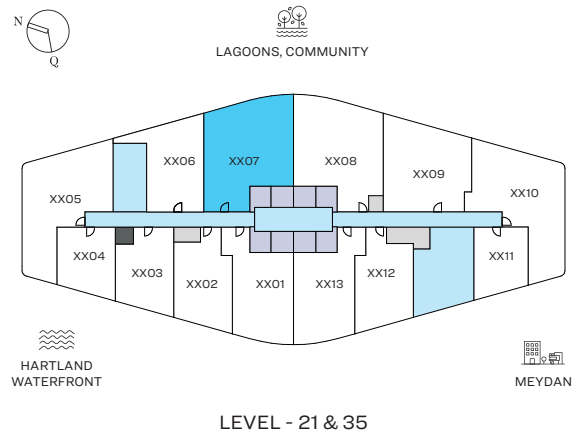 N
Q
LAGOONS, COMMUNITY
XX06
XX07
XX08
XX09
XX05
XX10
XX04
XX03
XX02
XX01
XX13
XX12
XX11
HARTLAND
WATERFRONT
MEYDAN
LEVEL - 21 & 35